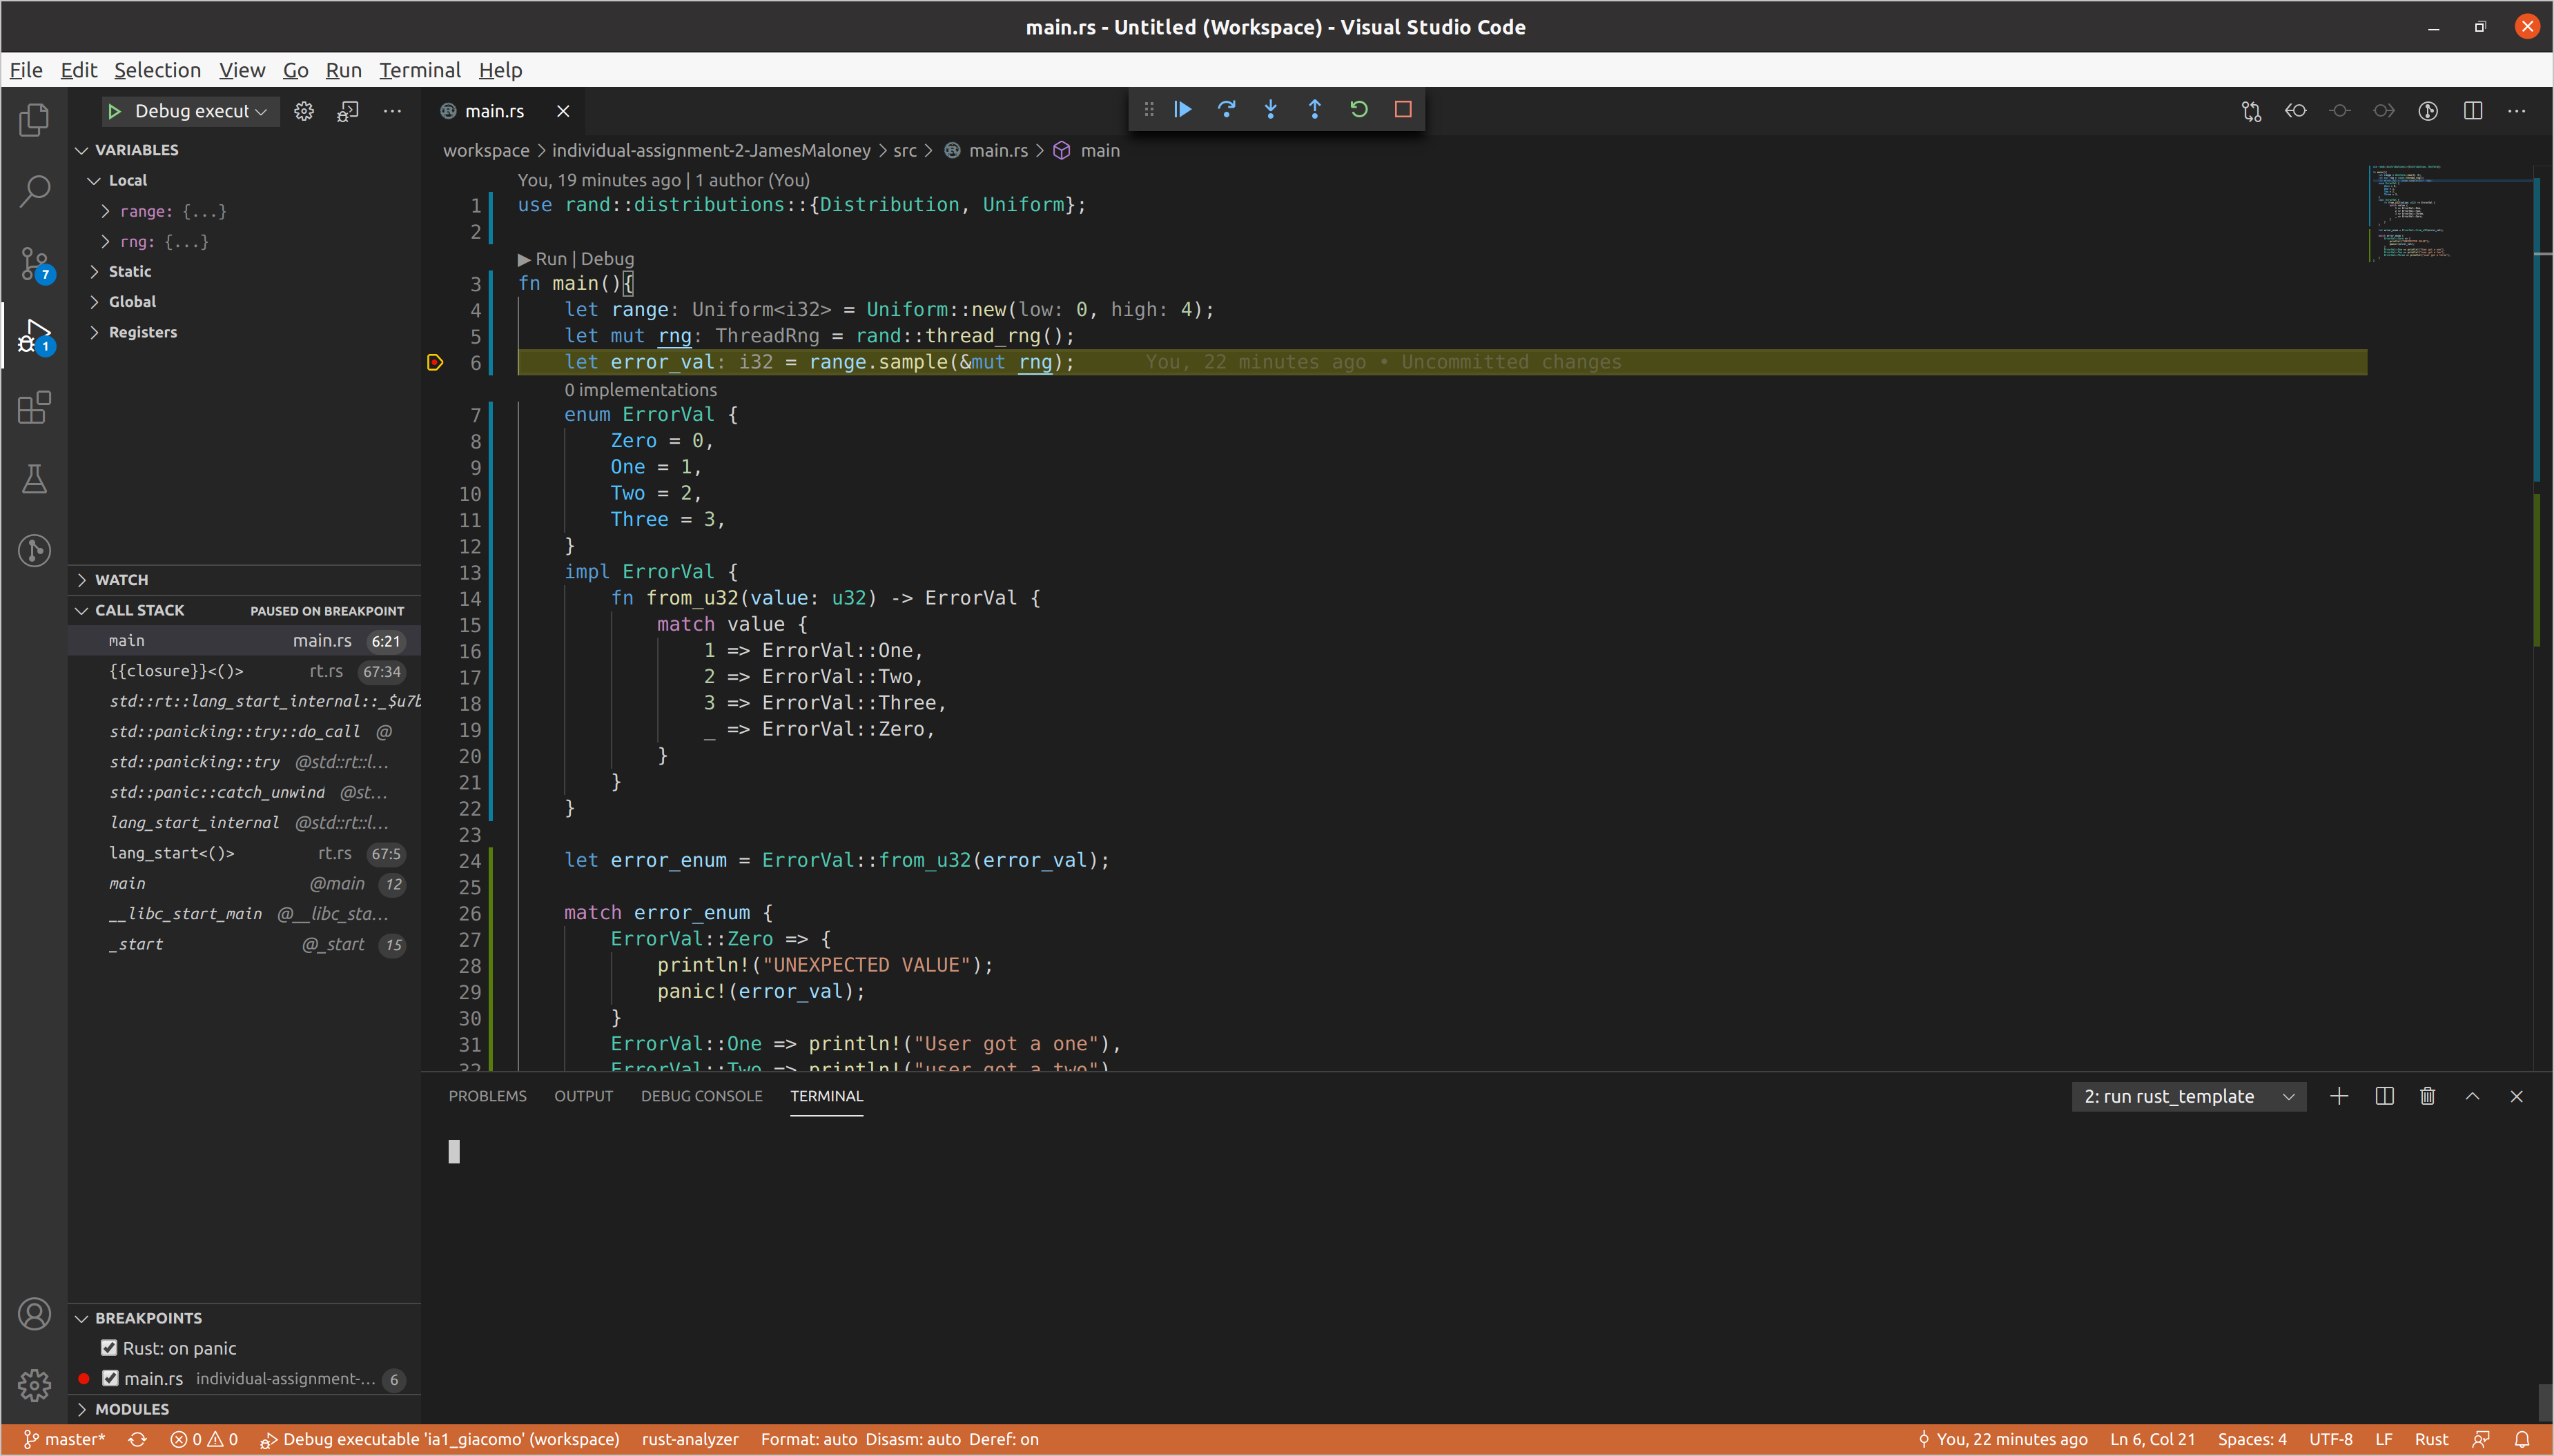 main.rs - Untitled (Workspace) - Visual Studio Code
File Edit Selection View Go Run Terminal Help
Debug execut
main.rs
VARIABLES
Local
range: {...}
rng: {...}
Static
Global
Registers
WATCH
CALL STACK PAUSED ON BREAKPOINT
main main.rs 6:21
{{closure}}<()> rt.rs 67:34
std::rt::lang_start_internal::_$u7b
std::panicking::try::do_call @
std::panicking::try @std::rt::l…
std::panic::catch_unwind @st…
lang_start_internal @std::rt::l…
lang_start<()> rt.rs 67:5
main @main 12
__libc_start_main @__libc_sta…
_start @_start 15
BREAKPOINTS
Rust: on panic
main.rs individual-assignment-… 6
MODULES
7
1
workspace > individual-assignment-2-JamesMaloney > src > main.rs > main
You, 19 minutes ago | 1 author (You)
1 use rand::distributions::{Distribution, Uniform};
2
▶ Run | Debug
3 fn main(){
4 let range: Uniform<i32> = Uniform::new(low: 0, high: 4);
5 let mut rng: ThreadRng = rand::thread_rng();
6 let error_val: i32 = range.sample(&mut rng); You, 22 minutes ago • Uncommitted changes
0 implementations
7 enum ErrorVal {
8 Zero = 0,
9 One = 1,
10 Two = 2,
11 Three = 3,
12 }
13 impl ErrorVal {
14 fn from_u32(value: u32) -> ErrorVal {
15 match value {
16 1 => ErrorVal::One,
17 2 => ErrorVal::Two,
18 3 => ErrorVal::Three,
19 _ => ErrorVal::Zero,
20 }
21 }
22 }
23
24 let error_enum = ErrorVal::from_u32(error_val);
25
26 match error_enum {
27 ErrorVal::Zero => {
28 println!("UNEXPECTED VALUE");
29 panic!(error_val);
30 }
31 ErrorVal::One => println!("User got a one"),
32 ErrorVal::Two => println!("user got a two")
PROBLEMS OUTPUT DEBUG CONSOLE TERMINAL
2: run rust_template
master* 0 0 Debug executable 'ia1_giacomo' (workspace) rust-analyzer Format: auto Disasm: auto Deref: on
You, 22 minutes ago Ln 6, Col 21 Spaces: 4 UTF-8 LF Rust